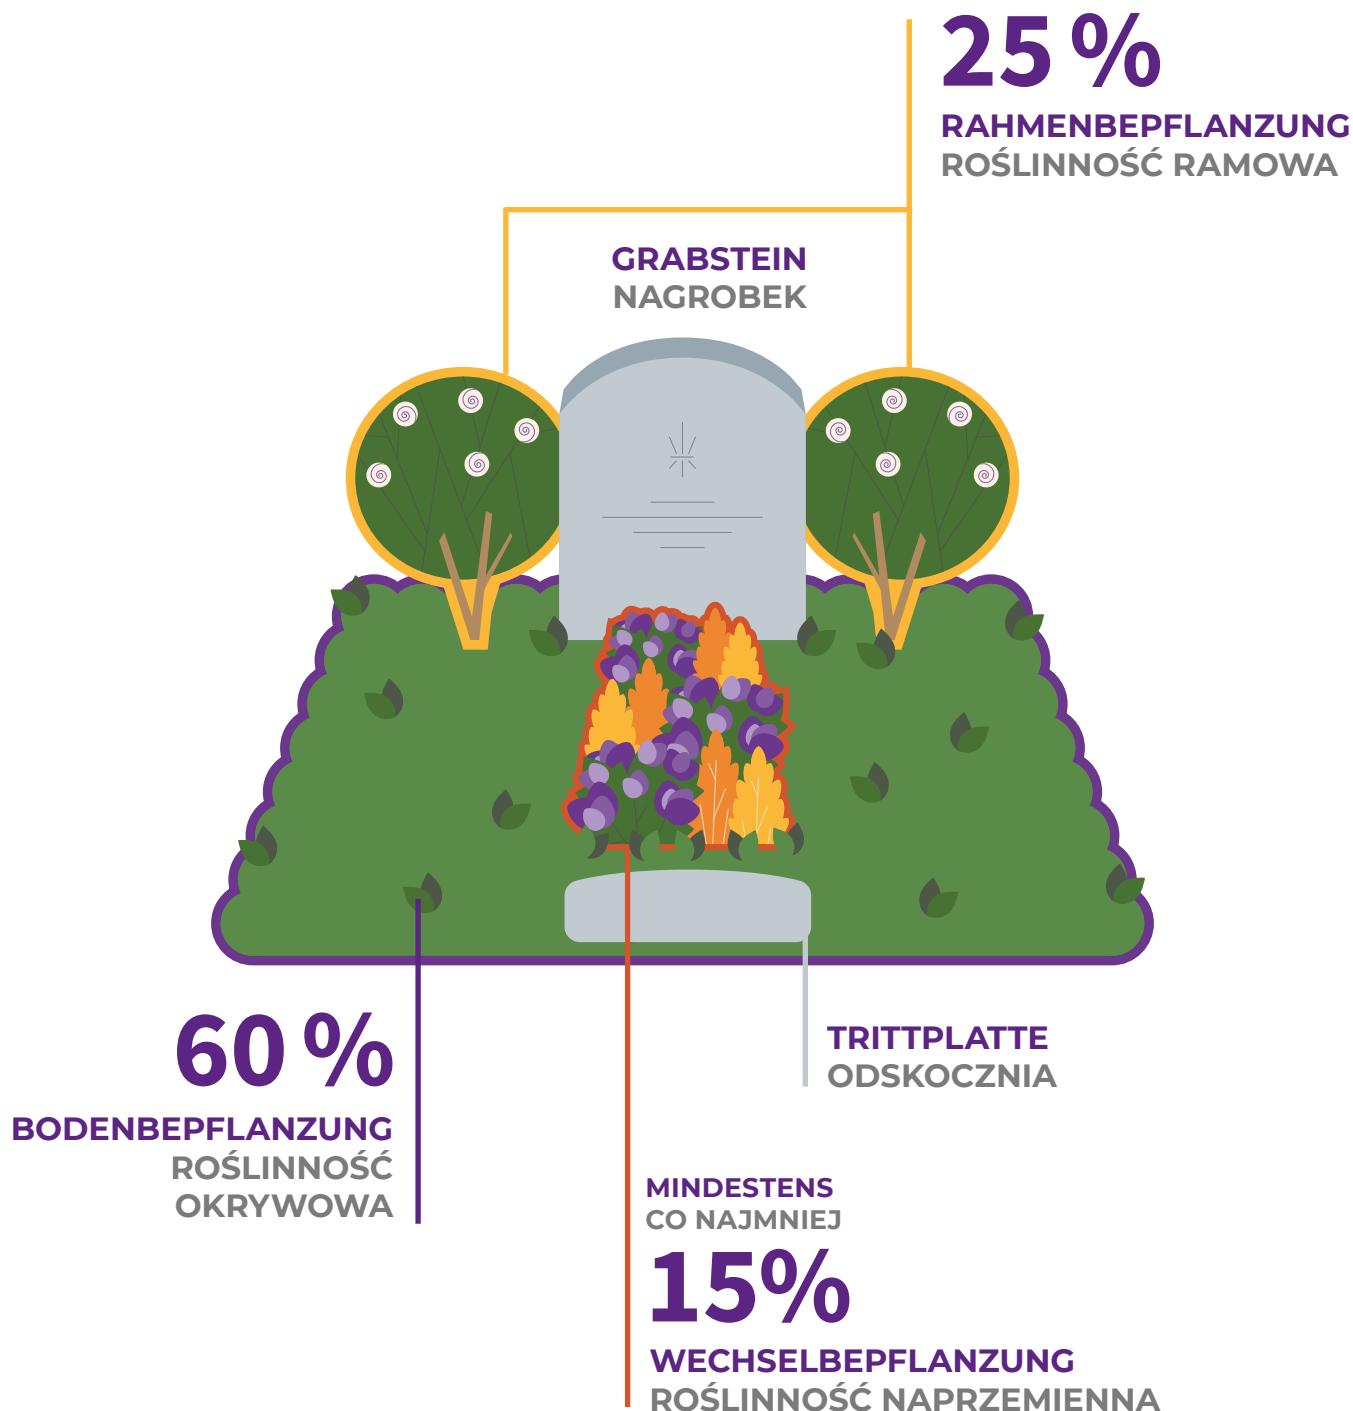 25 %
RAHMENBEPFLANZUNG
ROŚLINNOŚĆ RAMOWA
GRABSTEIN
NAGROBEK
60 %
BODENBEPFLANZUNG
ROŚLINNOŚĆ
OKRYWOWA
TRITTPLATTE
ODSKOCZNIA
MINDESTENS
CO NAJMNIEJ
15%
WECHSELBEPFLANZUNG
ROŚLINNOŚĆ NAPRZEMIENNA